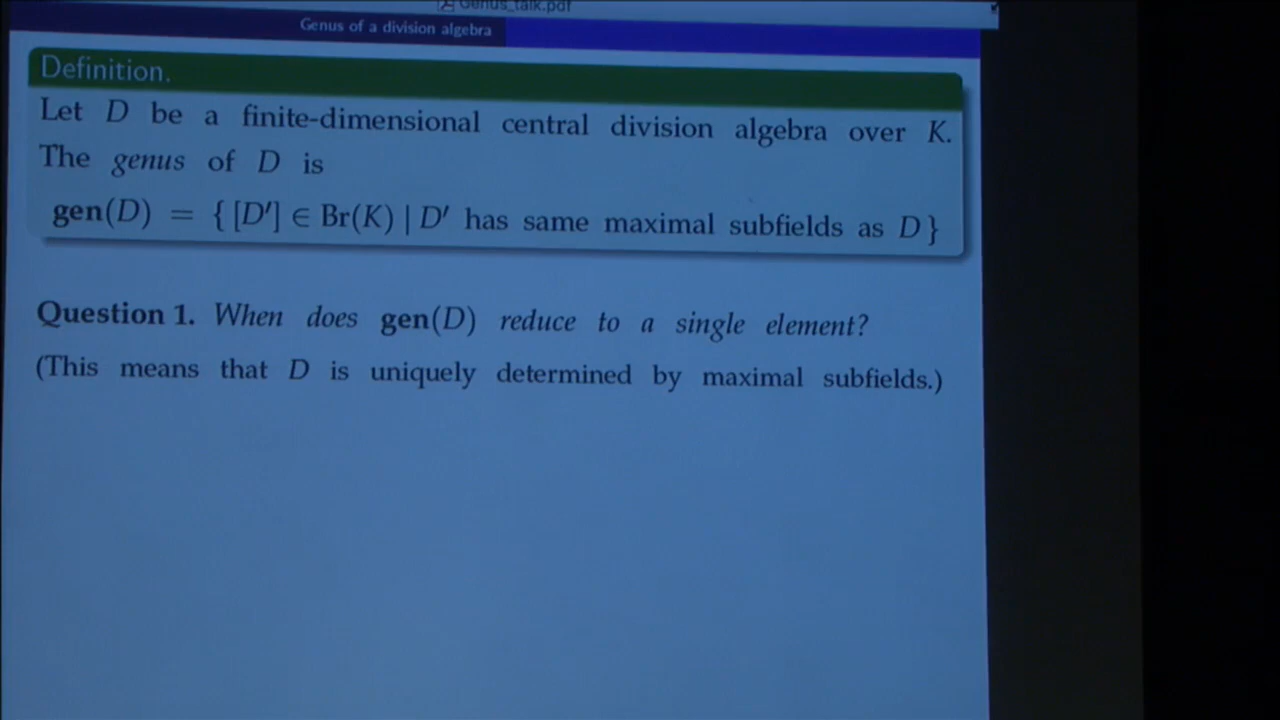 Genus_talk.pdf
Genus of a division algebra
Definition.
Let D be a finite-dimensional central division algebra over K.
The genus of D is
gen(D) = { [D′] ∈ Br(K) | D′ has same maximal subfields as D }
Question 1. When does gen(D) reduce to a single element?
(This means that D is uniquely determined by maximal subfields.)